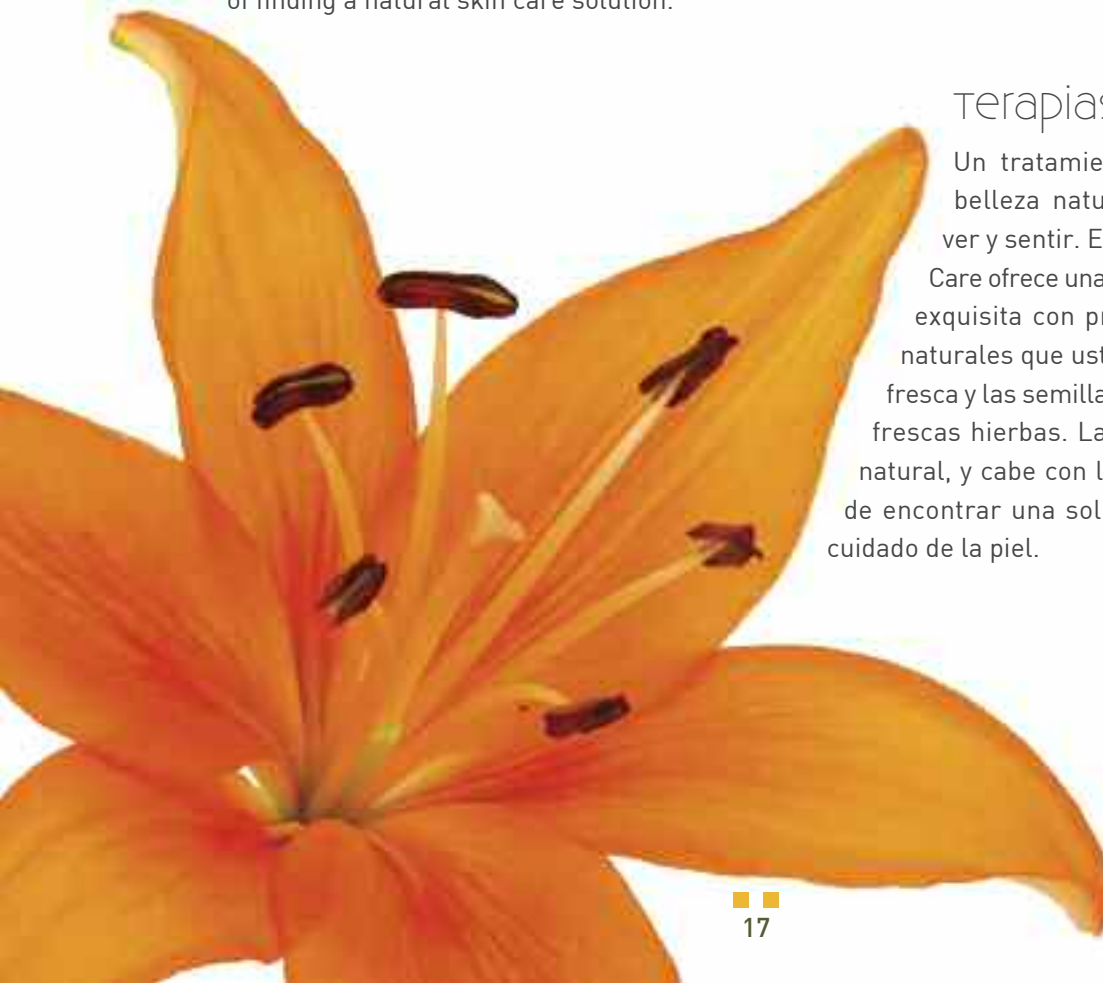 of finding a natural skin care solution.
Terapias
Un tratamie
belleza natu
ver y sentir. E
Care ofrece una
exquisita con pr
naturales que ust
fresca y las semilla
frescas hierbas. La
natural, y cabe con l
de encontrar una sol
cuidado de la piel.
17